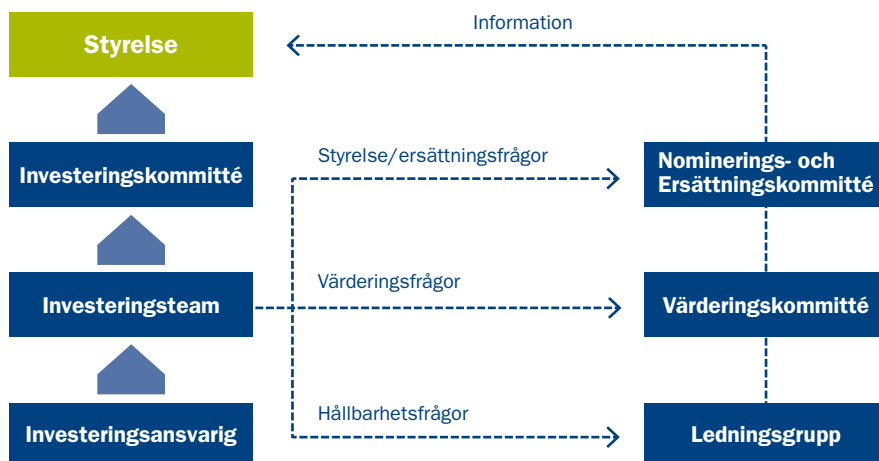 Information
Styrelse
Styrelse/ersättningsfrågor
Investeringskommitté
Nominerings- och
Ersättningskommitté
Värderingsfrågor
Investeringsteam
Värderingskommitté
Hållbarhetsfrågor
Investeringsansvarig
Ledningsgrupp